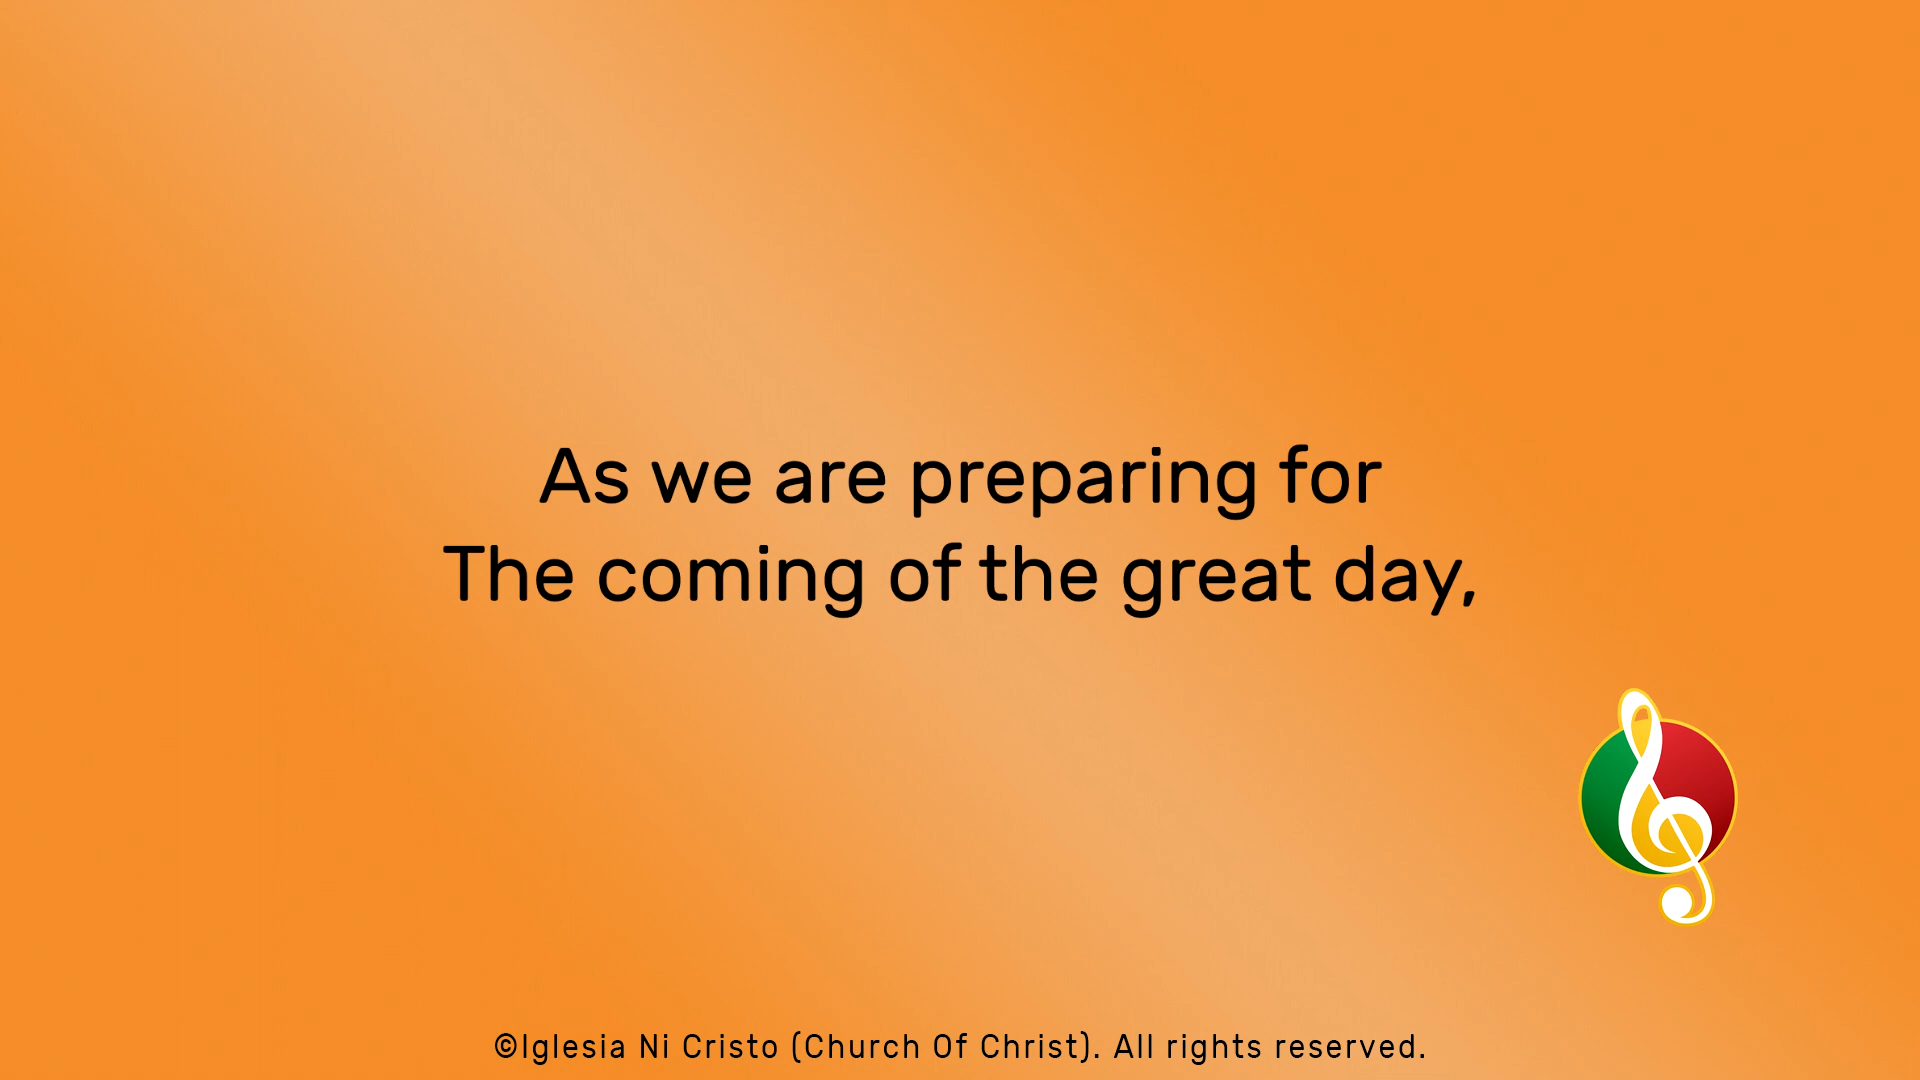 As we are preparing for
The coming of the great day,
©Iglesia Ni Cristo (Church Of Christ). All rights reserved.